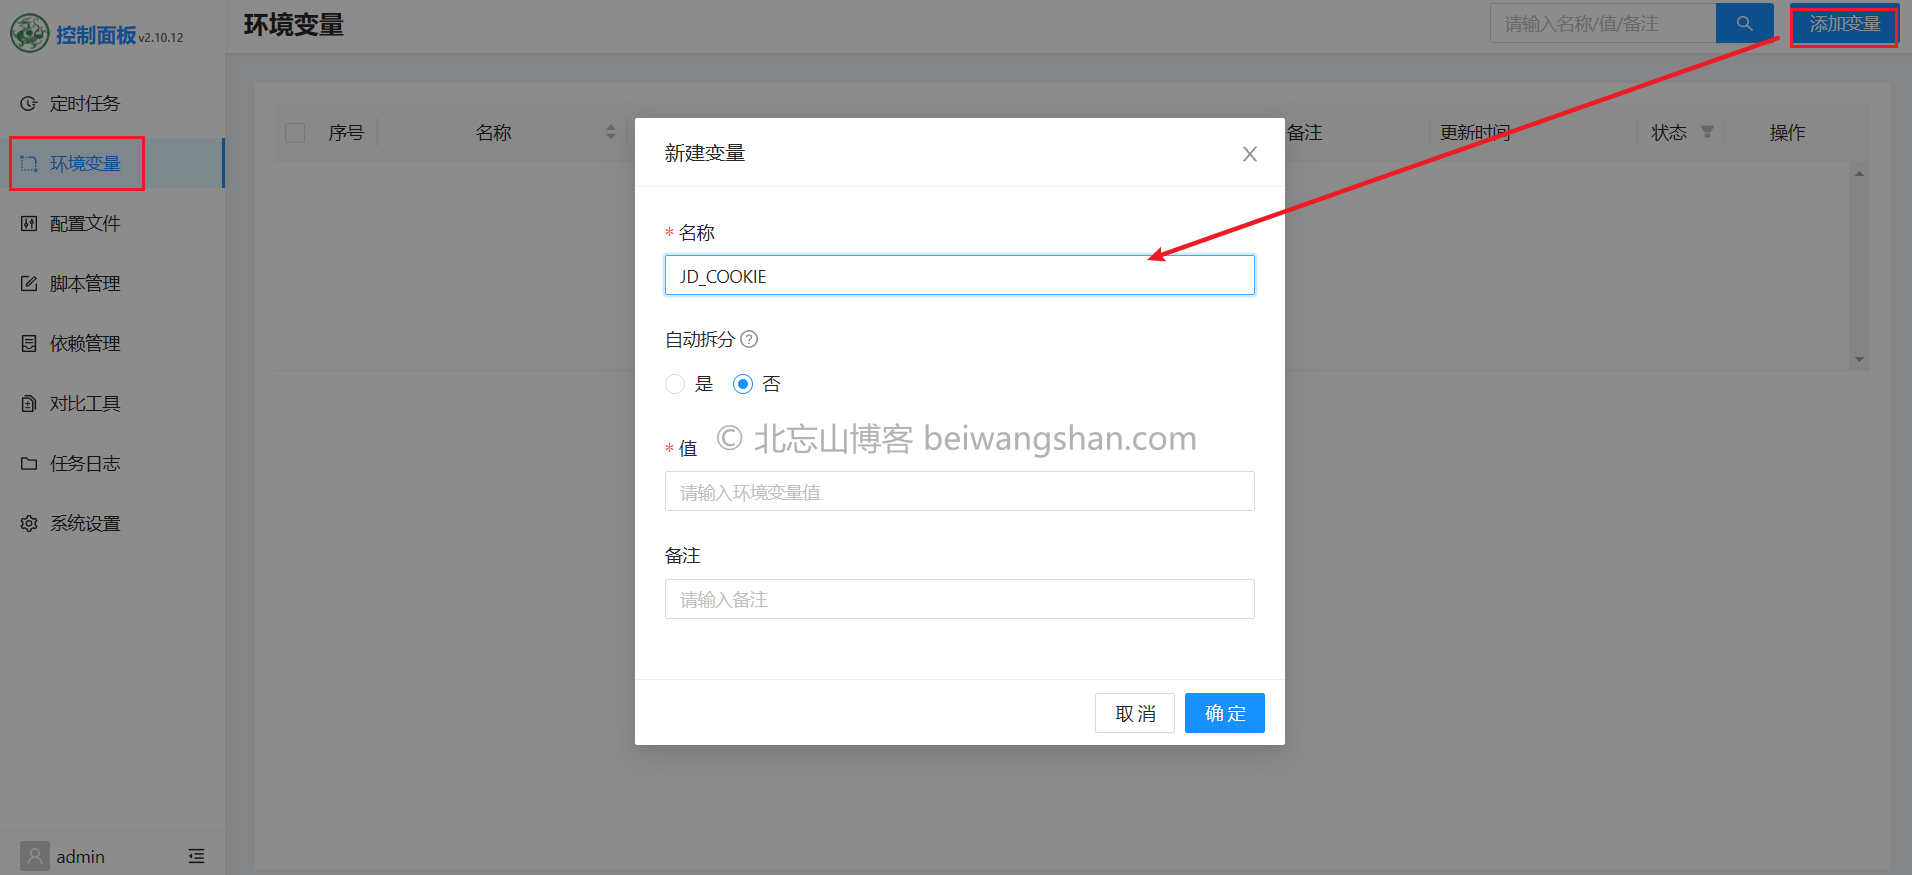 控制面板 v2.10.12
环境变量
请输入名称/值/备注
添加变量
定时任务
环境变量
配置文件
脚本管理
依赖管理
对比工具
任务日志
系统设置
admin
序号 名称 备注 更新时间 状态 操作
新建变量
* 名称
JD_COOKIE
自动拆分
是 否
* 值
© 北忘山博客 beiwangshan.com
请输入环境变量值
备注
请输入备注
取 消 确 定